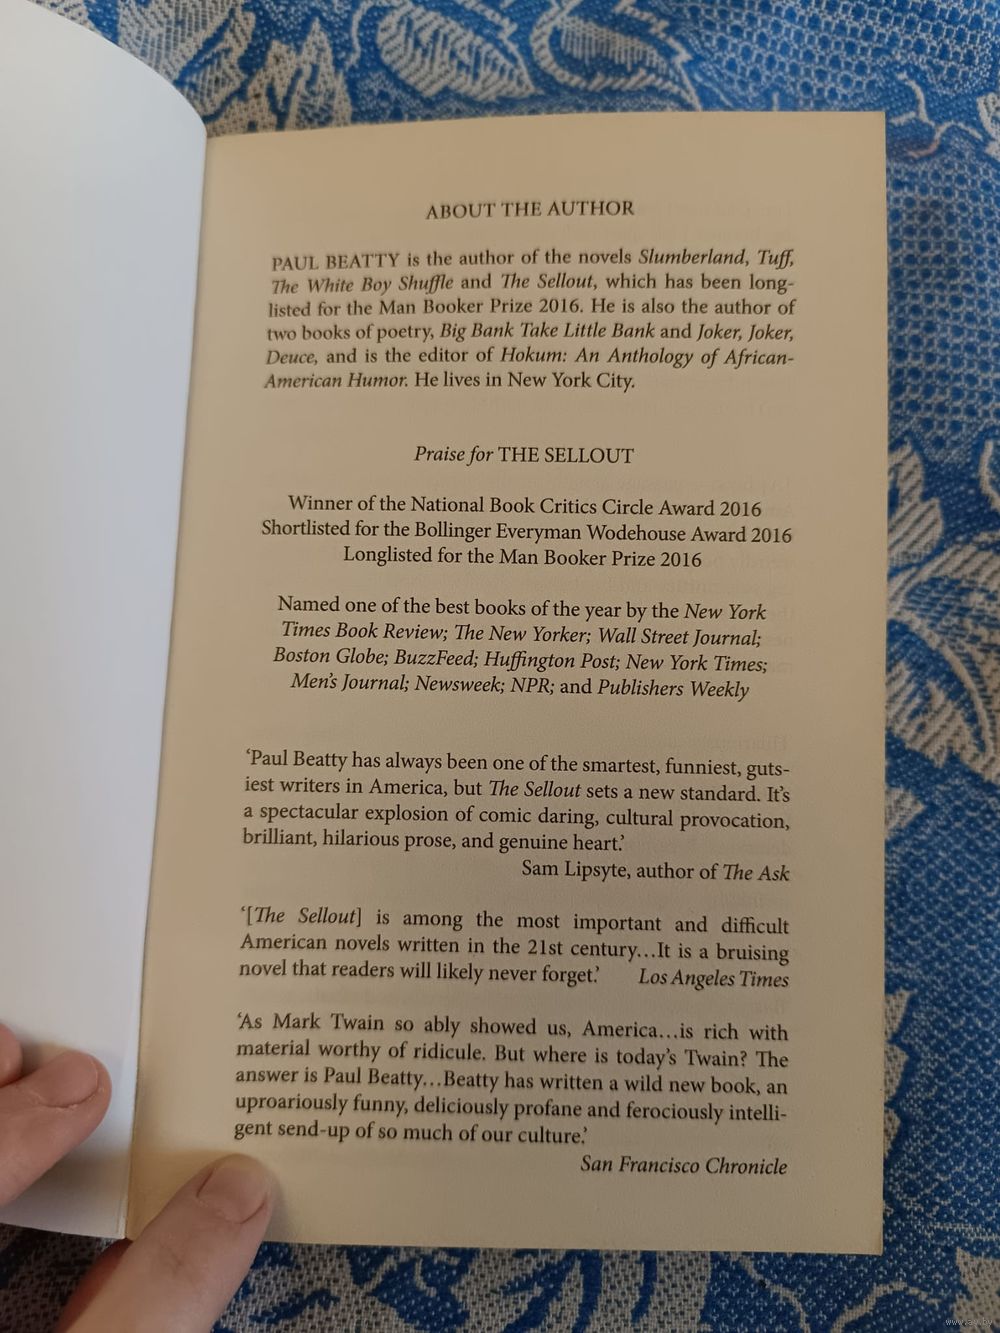 ABOUT THE AUTHOR
PAUL BEATTY is the author of the novels Slumberland, Tuff,
The White Boy Shuffle and The Sellout, which has been long-
listed for the Man Booker Prize 2016. He is also the author of
two books of poetry, Big Bank Take Little Bank and Joker, Joker,
Deuce, and is the editor of Hokum: An Anthology of African-
American Humor. He lives in New York City.
Praise for THE SELLOUT
Winner of the National Book Critics Circle Award 2016
Shortlisted for the Bollinger Everyman Wodehouse Award 2016
Longlisted for the Man Booker Prize 2016
Named one of the best books of the year by the New York
Times Book Review; The New Yorker; Wall Street Journal;
Boston Globe; BuzzFeed; Huffington Post; New York Times;
Men's Journal; Newsweek; NPR; and Publishers Weekly
‘Paul Beatty has always been one of the smartest, funniest, guts-
iest writers in America, but The Sellout sets a new standard. It’s
a spectacular explosion of comic daring, cultural provocation,
brilliant, hilarious prose, and genuine heart.’
Sam Lipsyte, author of The Ask
‘[The Sellout] is among the most important and difficult
American novels written in the 21st century…It is a bruising
novel that readers will likely never forget.’ Los Angeles Times
‘As Mark Twain so ably showed us, America…is rich with
material worthy of ridicule. But where is today’s Twain? The
answer is Paul Beatty…Beatty has written a wild new book, an
uproariously funny, deliciously profane and ferociously intelli-
gent send-up of so much of our culture.’
San Francisco Chronicle
www.ay.by